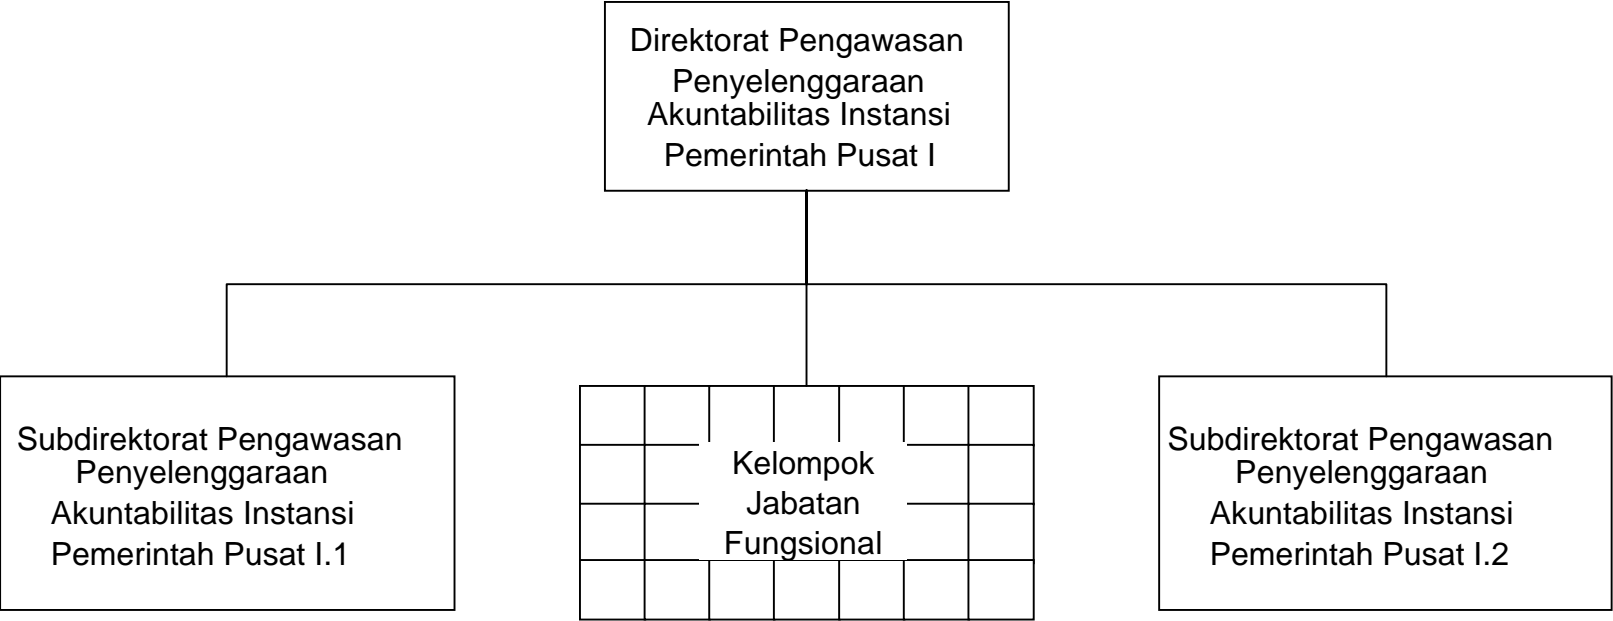 Direktorat Pengawasan
Penyelenggaraan
Akuntabilitas Instansi
Pemerintah Pusat I
Subdirektorat Pengawasan
Penyelenggaraan
Akuntabilitas Instansi
Pemerintah Pusat I.1
Kelompok
Jabatan
Fungsional
Subdirektorat Pengawasan
Penyelenggaraan
Akuntabilitas Instansi
Pemerintah Pusat I.2